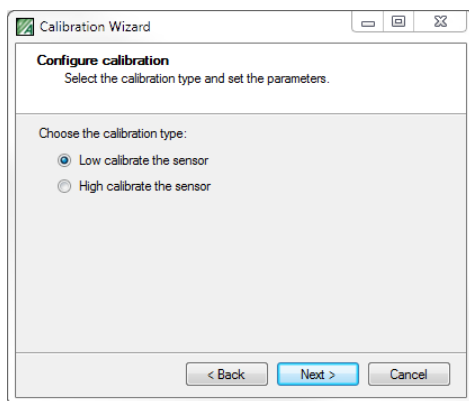 Calibration Wizard
Configure calibration
Select the calibration type and set the parameters.
Choose the calibration type:
Low calibrate the sensor
High calibrate the sensor
< Back Next > Cancel